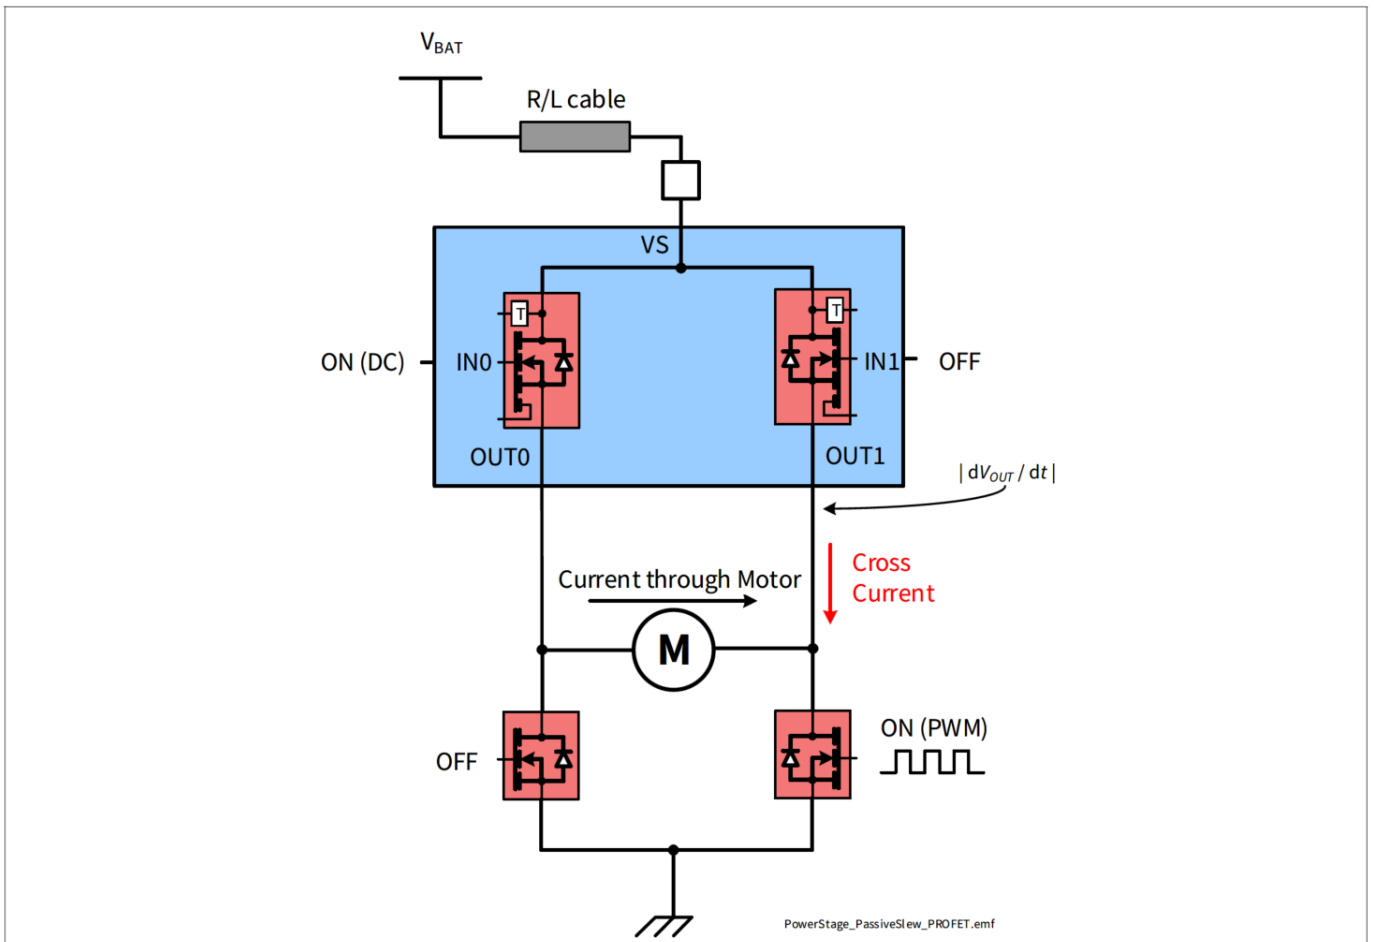 VBAT
R/L cable
VS
T
T
ON (DC)
IN0
IN1
OFF
OUT0
OUT1
| dVOUT / dt |
Cross
Current
Current through Motor
M
OFF
ON (PWM)
PowerStage_PassiveSlew_PROFET.emf